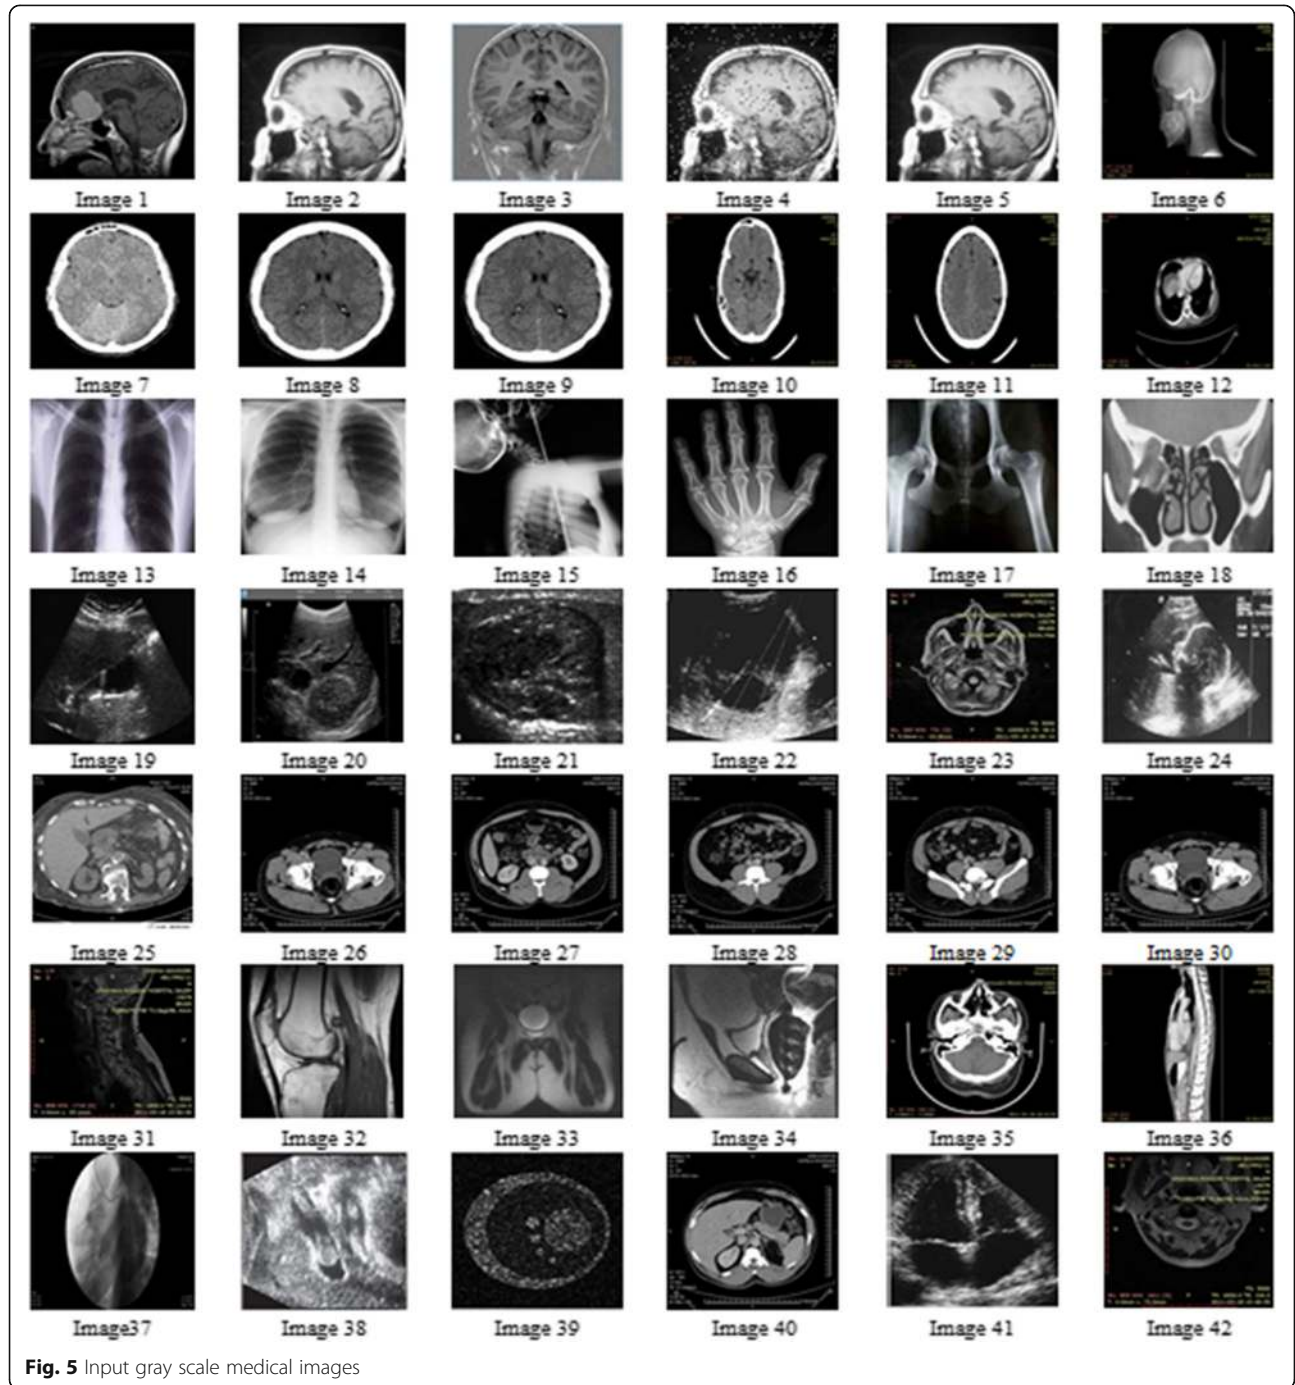 Image 1 Image 2 Image 3 Image 4 Image 5 Image 6
Image 7 Image 8 Image 9 Image 10 Image 11 Image 12
Image 13 Image 14 Image 15 Image 16 Image 17 Image 18
Image 19 Image 20 Image 21 Image 22 Image 23 Image 24
Image 25 Image 26 Image 27 Image 28 Image 29 Image 30
Image 31 Image 32 Image 33 Image 34 Image 35 Image 36
Image37 Image 38 Image 39 Image 40 Image 41 Image 42
Fig. 5 Input gray scale medical images